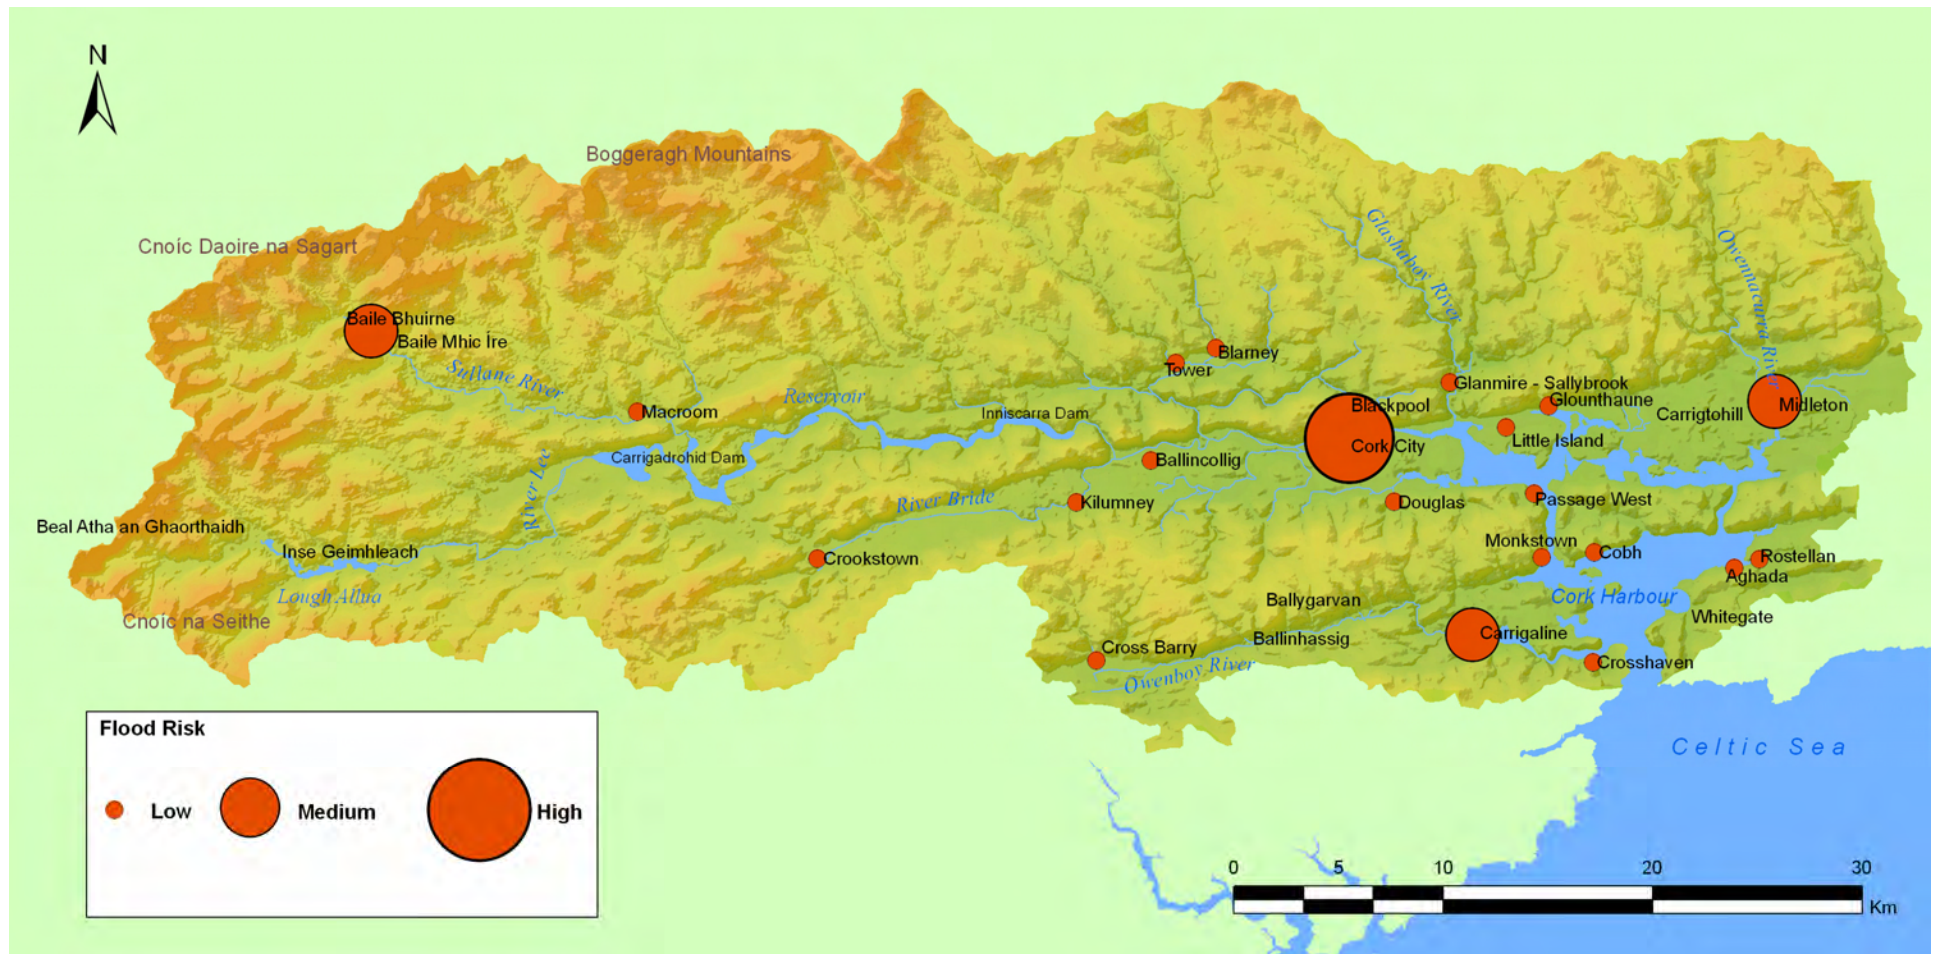 N
Boggeragh Mountains
Cnoíc Daoire na Sagart
Glashaboy River
Owennacurra River
Baile Bhuirne
Baile Mhic Íre
Sullane River
Blarney
Tower
Glanmire - Sallybrook
Glounthaune
Macroom
Reservoir
Inniscarra Dam
Blackpool
Carrigtohill
Midleton
Carrigadrohid Dam
Cork City
Little Island
Ballincollig
River Lee
River Bride
Kilumney
Douglas
Passage West
Beal Atha an Ghaorthaidh
Inse Geimhleach
Crookstown
Monkstown
Cobh
Rostellan
Aghada
Lough Allua
Cork Harbour
Ballygarvan
Whitegate
Cnoíc na Seithe
Ballinhassig
Carrigaline
Cross Barry
Owenboy River
Crosshaven
Celtic Sea
Flood Risk
Low
Medium
High
0 5 10 20 30
Km